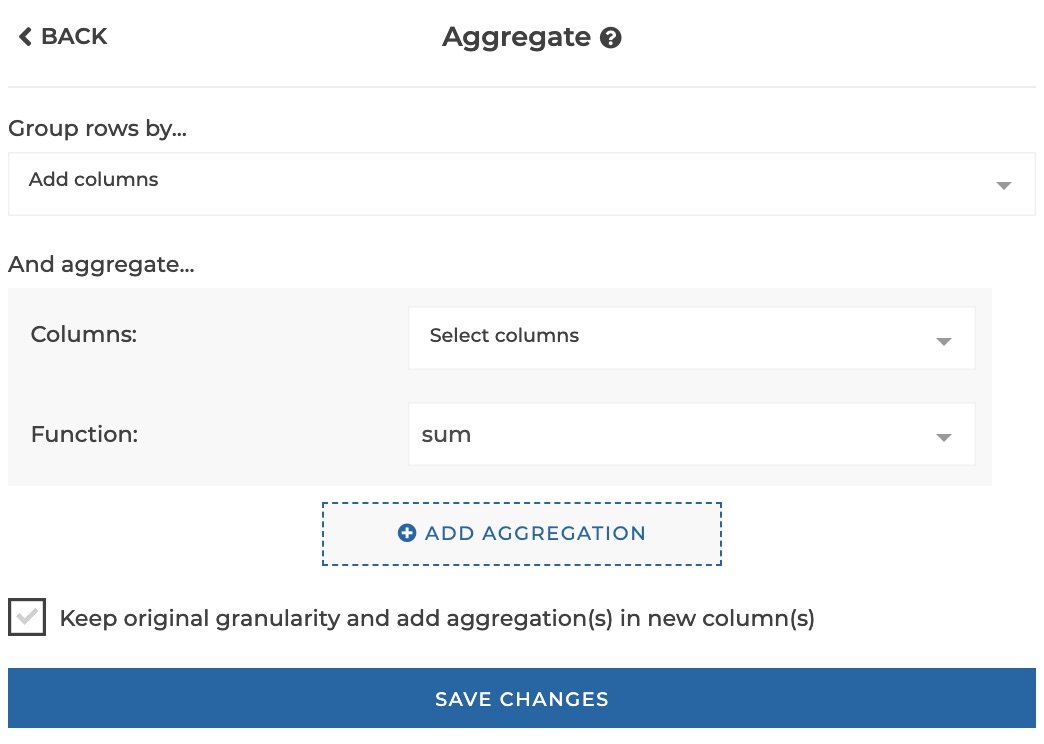 BACK
Aggregate ?
Group rows by...
Add columns
And aggregate...
Columns:
Select columns
Function:
sum
ADD AGGREGATION
Keep original granularity and add aggregation(s) in new column(s)
SAVE CHANGES